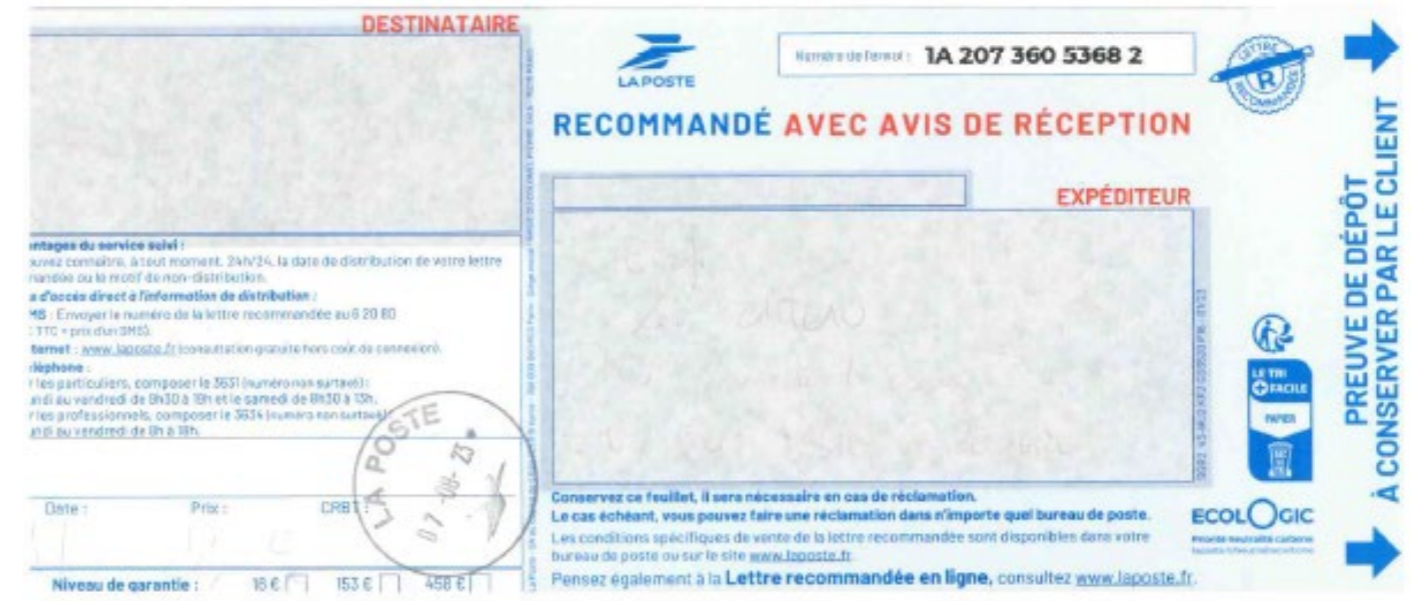 DESTINATAIRE
ntages du service suivi :
ouvez connaître, à tout moment, 24h/24, la date de distribution de votre lettre
mandée ou le motif de non-distribution.
s d'accès direct à l'information de distribution :
MS : Envoyer le numéro de la lettre recommandée au 6 20 80
TTC + prix d'un SMS).
ternet : www.laposte.fr (consultation gratuite hors coût de connexion).
léphone :
r les particuliers, composer le 3631 (numéro non surtaxé) :
undi au vendredi de 8h30 à 19h et le samedi de 8h30 à 13h.
r les professionnels, composer le 3634 (numéro non surtaxé) :
undi au vendredi de 8h à 18h.
Date :
Prix :
CRBT :
LA POSTE
07-08-23
Niveau de garantie : 16 € 153 € 458 €
LA POSTE
Numéro de l'envoi : 1A 207 360 5368 2
LETTRE
R
RECOMMANDÉE
RECOMMANDÉ AVEC AVIS DE RÉCEPTION
EXPÉDITEUR
Conservez ce feuillet, il sera nécessaire en cas de réclamation.
Le cas échéant, vous pouvez faire une réclamation dans n'importe quel bureau de poste.
Les conditions spécifiques de vente de la lettre recommandée sont disponibles dans votre
bureau de poste ou sur le site www.laposte.fr.
Pensez également à la Lettre recommandée en ligne, consultez www.laposte.fr.
LE TRI
+ FACILE
PAPIER
ECOLOGIC
PREUVE DE DÉPÔT
À CONSERVER PAR LE CLIENT